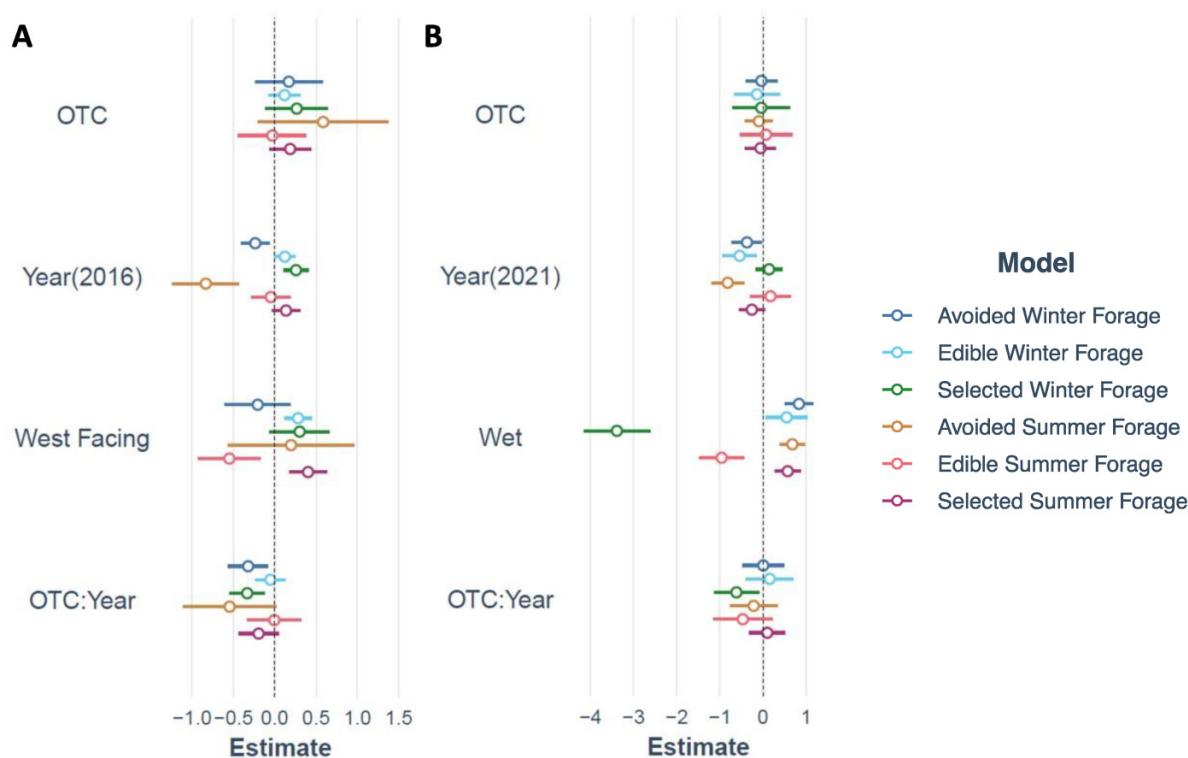 A
B
OTC
OTC
Year(2016)
Year(2021)
West Facing
Wet
OTC:Year
OTC:Year
−1.0 −0.5 0.0 0.5 1.0 1.5
Estimate
−4 −3 −2 −1 0 1
Estimate
Model
Avoided Winter Forage
Edible Winter Forage
Selected Winter Forage
Avoided Summer Forage
Edible Summer Forage
Selected Summer Forage